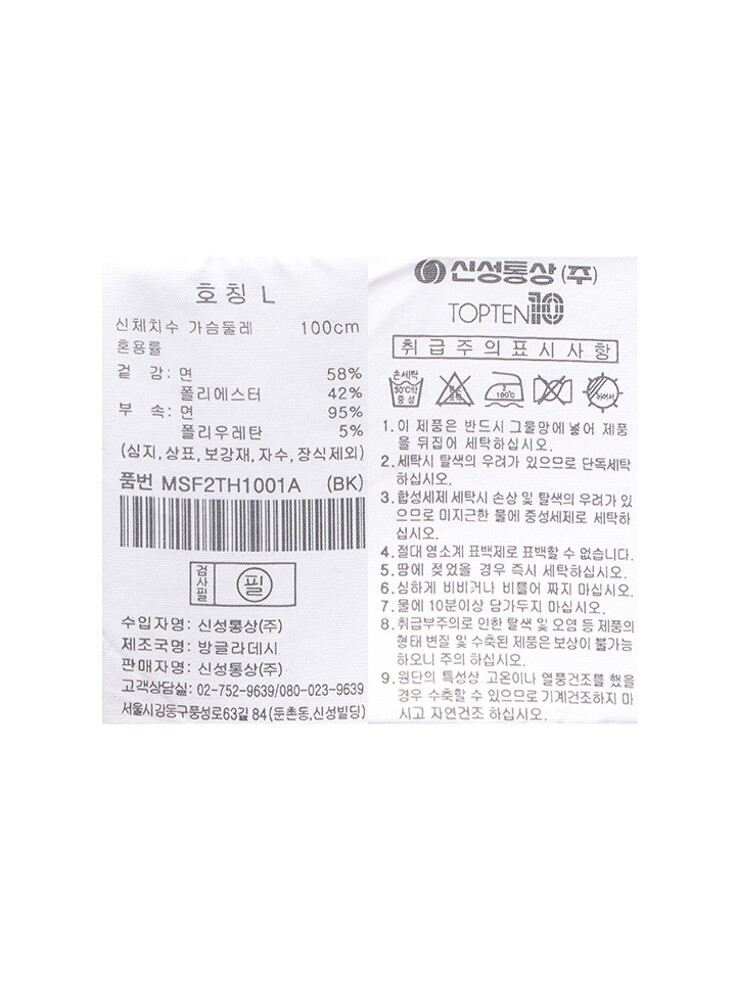 호칭 L
신체치수 가슴둘레 100cm
혼용률
겉 감: 면 58%
폴리에스터 42%
부 속: 면 95%
폴리우레탄 5%
(심지,상표,보강재,자수,장식제외)
품번 MSF2TH1001A (BK)
검사필 필
수입자명: 신성통상(주)
제조국명: 방글라데시
판매자명: 신성통상(주)
고객상담실: 02-752-9639/080-023-9639
서울시강동구풍성로63길 84(둔촌동,신성빌딩)
신성통상(주)
TOPTEN10
취급주의표시사항
손세탁
30℃약
중성
2
100℃
뉘어서
1. 이 제품은 반드시 그물망에넣어 제품
을 뒤집어 세탁하십시오.
2. 세탁시 탈색의 우려가 있으므로 단독세탁
하십시오.
3. 합성세제 세탁시 손상 및 탈색의 우려가 있
으므로 미지근한 물에 중성세제로 세탁하
십시오.
4. 절대 염소계 표백제로 표백할 수 없습니다.
5. 땀에 젖었을 경우 즉시 세탁하십시오.
6. 심하게 비비거나 비틀어 짜지 마십시오.
7. 물에 10분이상 담가두지 마십시오.
8. 취급부주의로 인한 탈색 및 오염 등 제품의
형태 변질 및 수축된 제품은 보상이 불가능
하오니 주의 하십시오.
9. 원단의 특성상 고온이나 열풍건조를 했을
경우 수축할 수 있으므로 기계건조하지 마
시고 자연건조 하십시오.